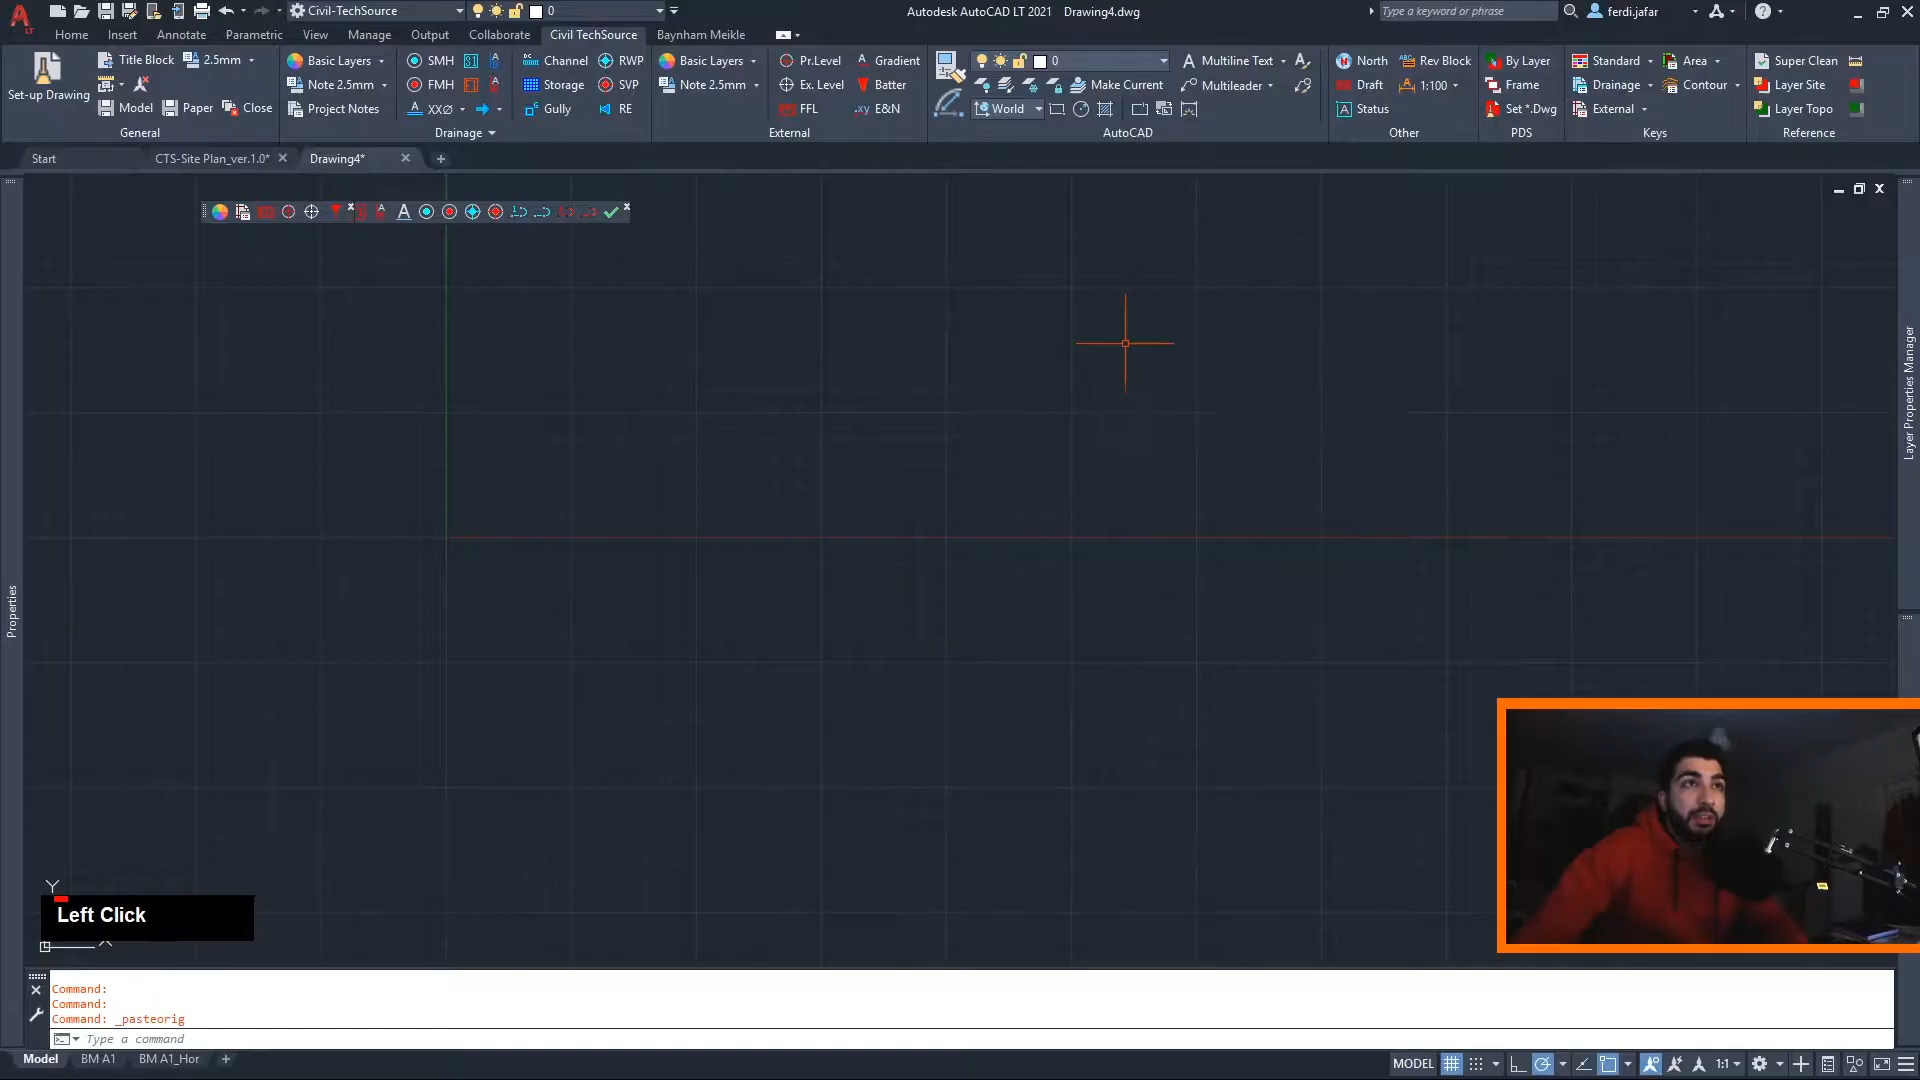 Civil-TechSource
0
Autodesk AutoCAD LT 2021 Drawing4.dwg
Type a keyword or phrase
ferdi.jafar
Home Insert Annotate Parametric View Manage Output Collaborate Civil TechSource Baynham Meikle
Set-up Drawing
Title Block 2.5mm
Model Paper Close
General
Basic Layers
Note 2.5mm
Project Notes
SMH
FMH
XX∅
Channel
Storage
Gully
RWP
SVP
RE
Drainage
Basic Layers
Note 2.5mm
Pr.Level
Ex. Level
FFL
Gradient
Batter
E&N
External
0
Make Current
World
Multiline Text
Multileader
AutoCAD
North
Draft
Status
Rev Block
1:100
Other
By Layer
Frame
Set *.Dwg
PDS
Standard
Drainage
External
Area
Contour
Keys
Super Clean
Layer Site
Layer Topo
Reference
Start
CTS-Site Plan_ver.1.0*
Drawing4*
Properties
Layer Properties Manager
Y
Left Click
X
Command:
Command:
Command: _pasteorig
Type a command
Model BM A1 BM A1_Hor
MODEL
1:1